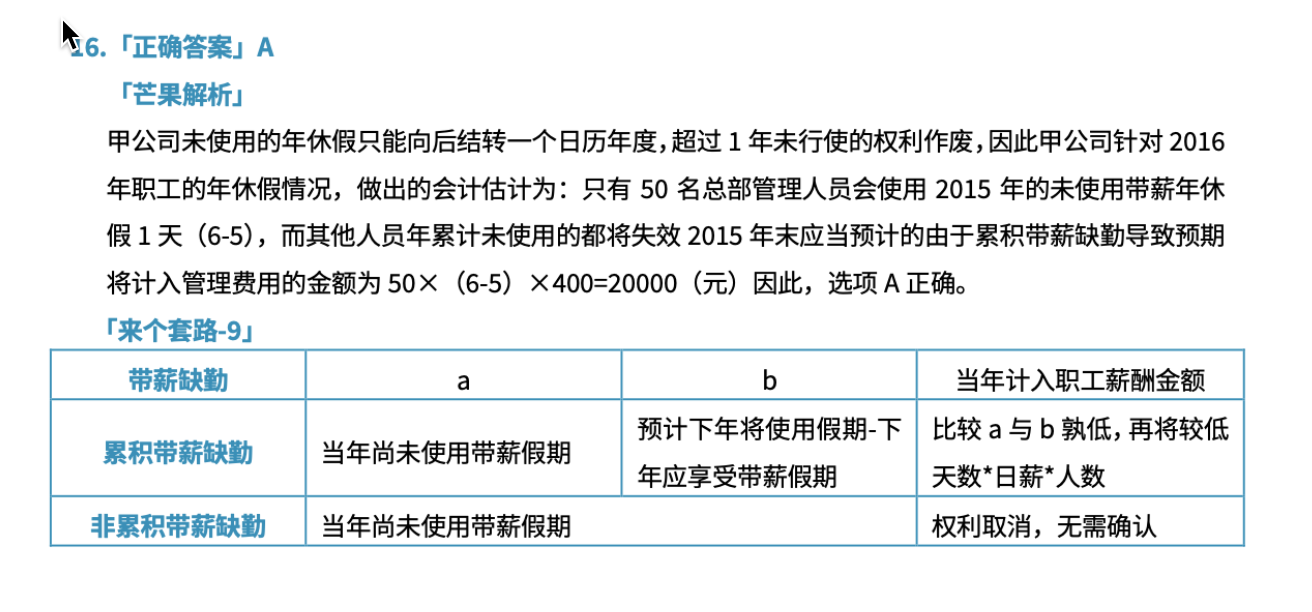 16.「正确答案」A
「芒果解析」
甲公司未使用的年休假只能向后结转一个日历年度，超过 1 年未行使的权利作废，因此甲公司针对 2016
年职工的年休假情况，做出的会计估计为：只有 50 名总部管理人员会使用 2015 年的未使用带薪年休
假 1 天（6-5），而其他人员年累计未使用的都将失效 2015 年末应当预计的由于累积带薪缺勤导致预期
将计入管理费用的金额为 50×（6-5）×400=20000（元）因此，选项 A 正确。
「来个套路-9」
带薪缺勤 a b 当年计入职工薪酬金额
累积带薪缺勤 当年尚未使用带薪假期
预计下年将使用假期-下
年应享受带薪假期
比较 a 与 b 孰低，再将较低
天数*日薪*人数
非累积带薪缺勤 当年尚未使用带薪假期 权利取消，无需确认